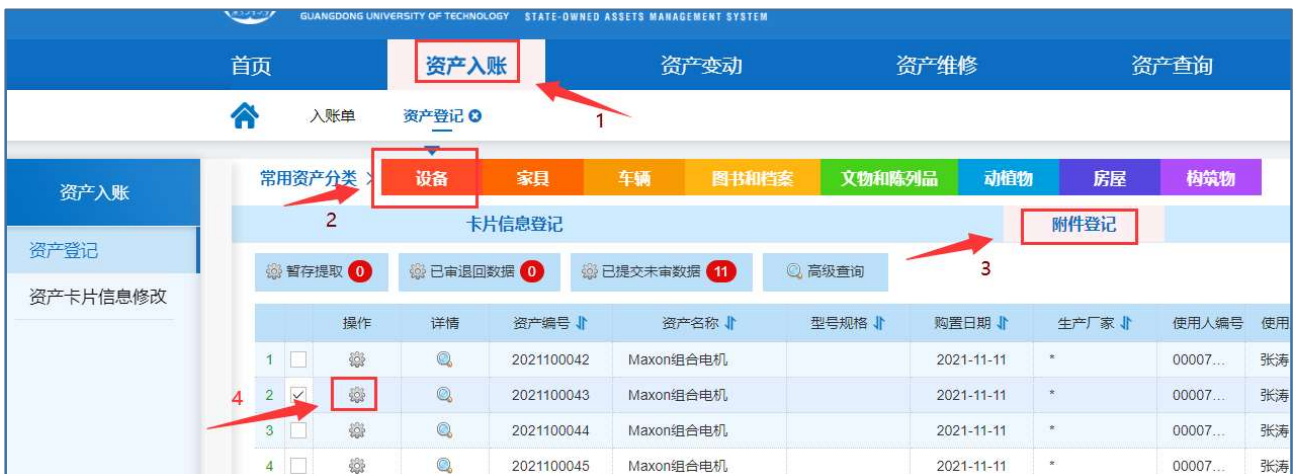 GUANGDONG UNIVERSITY OF TECHNOLOGY STATE-OWNED ASSETS MANAGEMENT SYSTEM
首页 资产入账 资产变动 资产维修 资产查询
入账单 资产登记
1
资产入账
资产登记
资产卡片信息修改
常用资产分类 设备 家具 车辆 图书和档案 文物和陈列品 动植物 房屋 构筑物
2
卡片信息登记 附件登记
3
暂存提取 0 已审退回数据 0 已提交未审数据 11 高级查询
操作 详情 资产编号 资产名称 型号规格 购置日期 生产厂家 使用人编号 使用
1 2021100042 Maxon组合电机 2021-11-11 * 00007... 张涛
4
2 2021100043 Maxon组合电机 2021-11-11 * 00007... 张涛
3 2021100044 Maxon组合电机 2021-11-11 * 00007... 张涛
4 2021100045 Maxon组合电机 2021-11-11 * 00007... 张涛